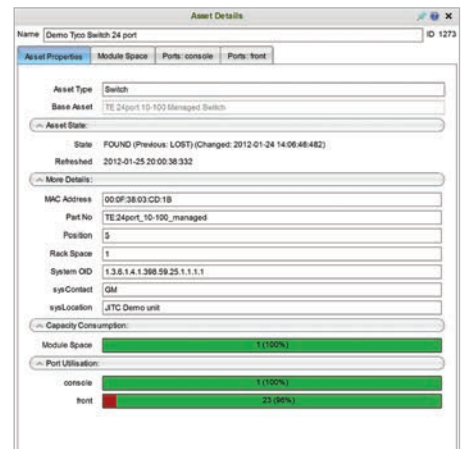 Asset Details
Name Demo Tyco Switch 24 port ID 1273
Asset Properties Module Space Ports: console Ports: front
Asset Type Switch
Base Asset TE 24port 10-100 Managed Switch
Asset State:
State FOUND (Previous: LOST) (Changed: 2012-01-24 14:06:46:482)
Refreshed 2012-01-25 20:00:38:332
More Details:
MAC Address 00:0F:38:03:CD:1B
Part No TE:24port_10-100_managed
Position 5
Rack Space 1
System OID 1.3.6.1.4.1.398.59.25.1.1.1.1
sysContact GM
sysLocation JITC Demo unit
Capacity Consumption:
Module Space 1 (100%)
Port Utilisation:
console 1 (100%)
front 23 (96%)